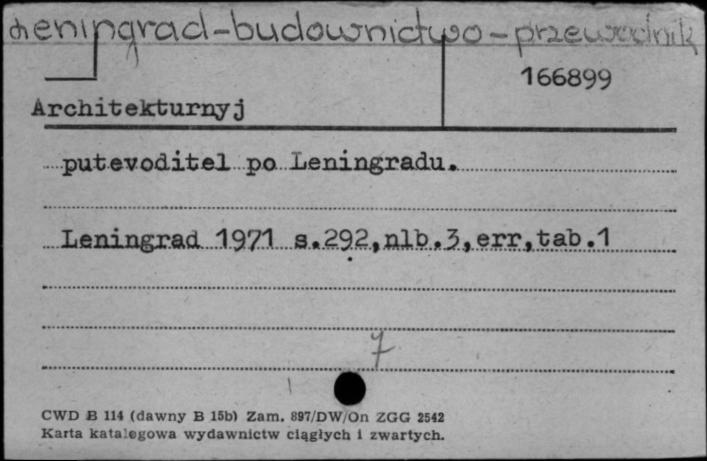 Leningrad-budownictwo-przewodnik
166899
Architekturnyj
putevoditel po Leningradu.
Leningrad 1971 s.292,nlb.3,err,tab.1
7
CWD B 114 (dawny B 15b) Zam. 897/DW/On ZGG 2542
Karta katalogowa wydawnictw ciągłych i zwartych.